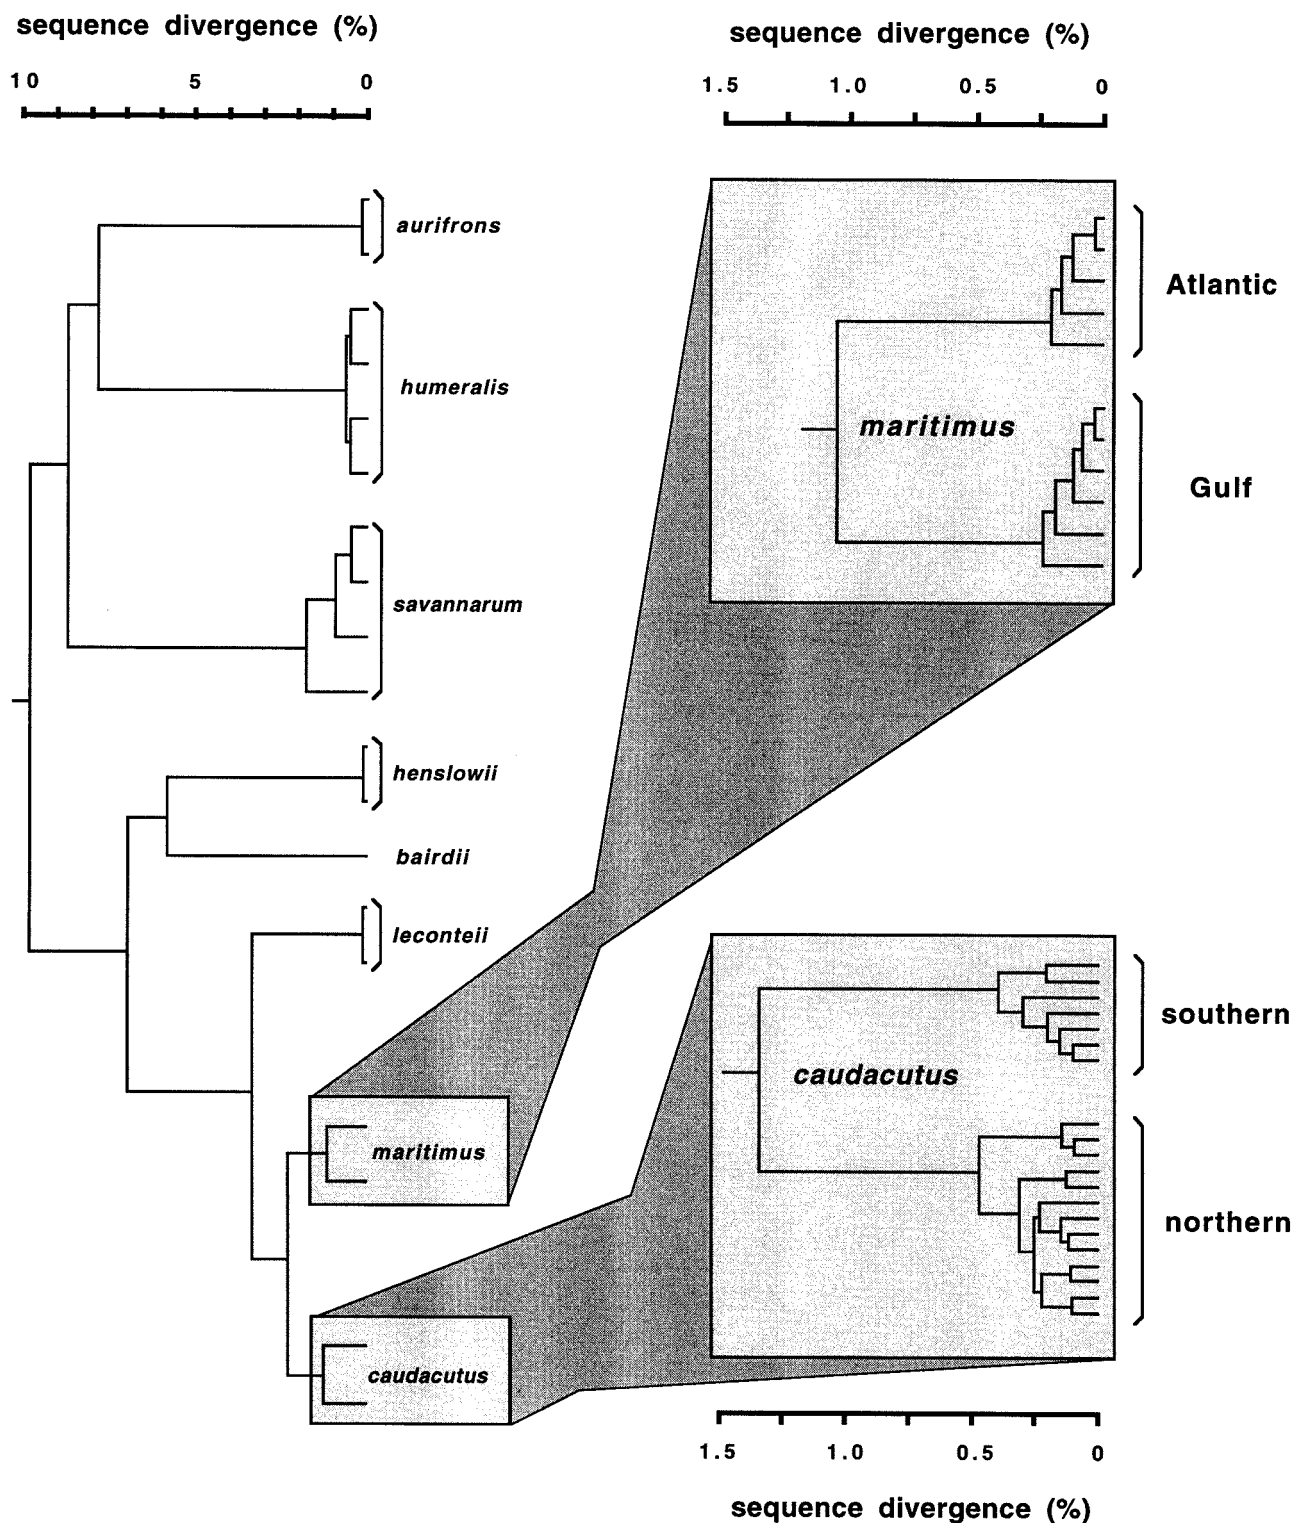 sequence divergence (%)
10 5 0
aurifrons
humeralis
savannarum
henslowii
bairdii
leconteii
maritimus
caudacutus
sequence divergence (%)
1.5 1.0 0.5 0
Atlantic
maritimus
Gulf
southern
caudacutus
northern
1.5 1.0 0.5 0
sequence divergence (%)